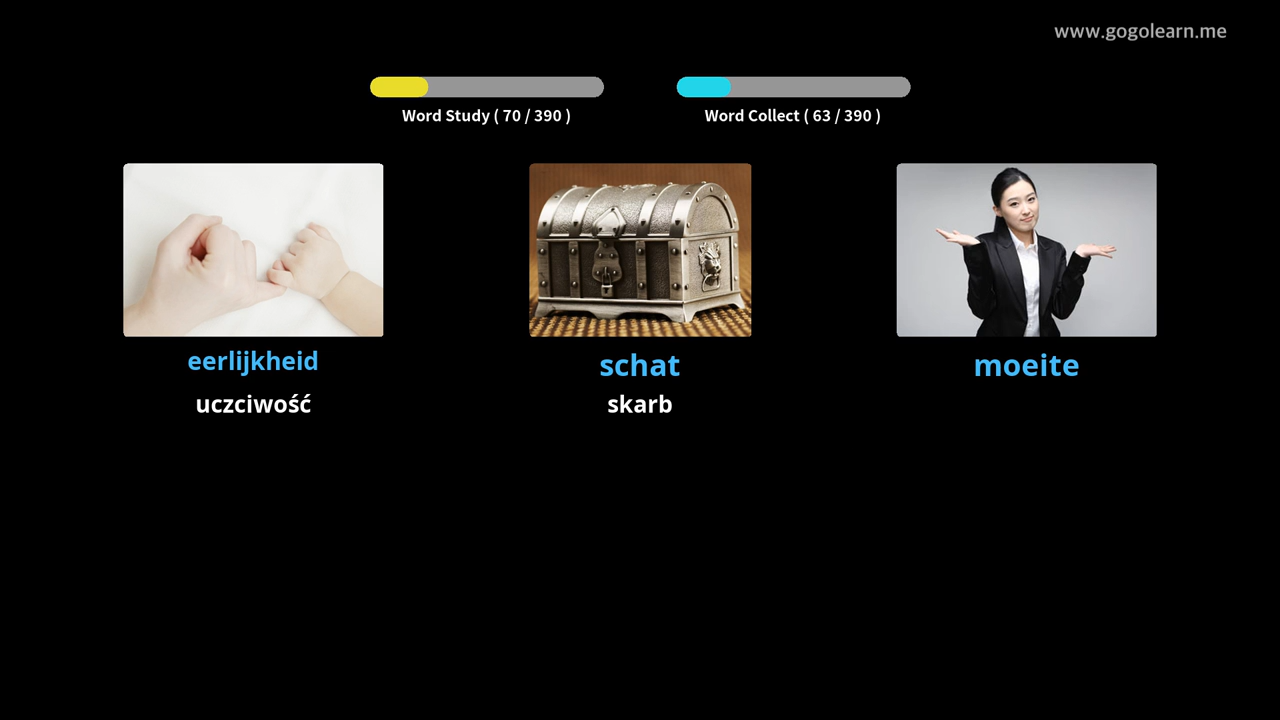 www.gogolearn.me
Word Study ( 70 / 390 )
Word Collect ( 63 / 390 )
eerlijkheid
uczciwość
schat
skarb
moeite